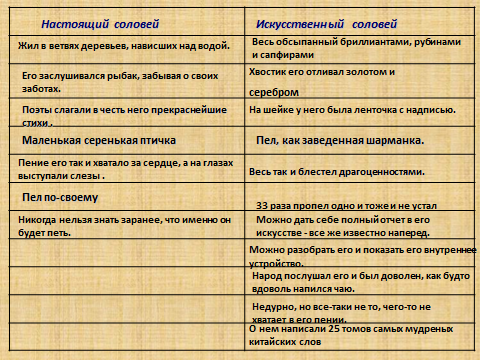 Настоящий соловей
Искусственный соловей
Жил в ветвях деревьев, нависших над водой.
Весь обсыпанный бриллиантами, рубинами
и сапфирами
Его заслушивался рыбак, забывая о своих
заботах.
Хвостик его отливал золотом и
серебром
Поэты слагали в честь него прекраснейшие
стихи .
На шейке у него была ленточка с надписью.
Маленькая серенькая птичка
Пел, как заведенная шарманка.
Пение его так и хватало за сердце, а на глазах
выступали слезы .
Весь так и блестел драгоценностями.
Пел по-своему
33 раза пропел одно и тоже и не устал
Никогда нельзя знать заранее, что именно он
будет петь.
Можно дать себе полный отчет в его
искусстве - все же известно наперед.
Можно разобрать его и показать его внутреннее
устройство.
Народ послушал его и был доволен, как будто
вдоволь напился чаю.
Недурно, но все-таки не то, чего-то не
хватает в его пении.
О нем написали 25 томов самых мудреных
китайских слов